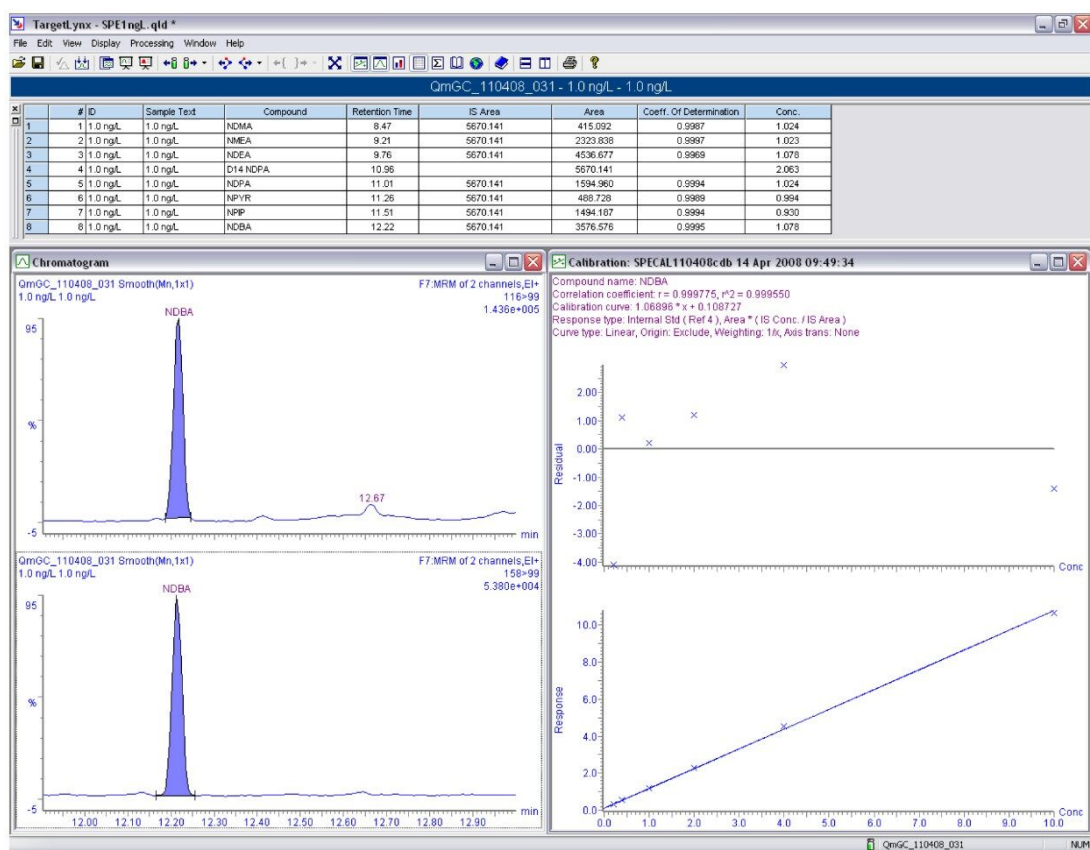 TargetLynx - SPE1ngL.qld *
File Edit View Display Processing Window Help
QmGC_110408_031 - 1.0 ng/L - 1.0 ng/L
# ID Sample Text Compound Retention Time IS Area Area Coeff. Of Determination Conc.
1 1 1.0 ng/L 1.0 ng/L NDMA 8.47 5670.141 415.092 0.9987 1.024
2 2 1.0 ng/L 1.0 ng/L NMEA 9.21 5670.141 2323.838 0.9997 1.023
3 3 1.0 ng/L 1.0 ng/L NDEA 9.76 5670.141 4536.677 0.9969 1.078
4 4 1.0 ng/L 1.0 ng/L D14 NDPA 10.96 5670.141 2.063
5 5 1.0 ng/L 1.0 ng/L NDPA 11.01 5670.141 1594.960 0.9994 1.024
6 6 1.0 ng/L 1.0 ng/L NPYR 11.26 5670.141 488.728 0.9989 0.994
7 7 1.0 ng/L 1.0 ng/L NPIP 11.51 5670.141 1494.187 0.9994 0.930
8 8 1.0 ng/L 1.0 ng/L NDBA 12.22 5670.141 3576.576 0.9995 1.078
Chromatogram
QmGC_110408_031 Smooth(Mn,1x1)
1.0 ng/L 1.0 ng/L
F7:MRM of 2 channels,EI+
116>99
1.436e+005
NDBA
95
%
12.67
-5
min
QmGC_110408_031 Smooth(Mn,1x1)
1.0 ng/L 1.0 ng/L
F7:MRM of 2 channels,EI+
158>99
5.380e+004
NDBA
95
%
-5
min
12.00 12.10 12.20 12.30 12.40 12.50 12.60 12.70 12.80 12.90
Calibration: SPECAL110408cdb 14 Apr 2008 09:49:34
Compound name: NDBA
Correlation coefficient: r = 0.999775, r^2 = 0.999550
Calibration curve: 1.06896 * x + 0.108727
Response type: Internal Std ( Ref 4 ), Area * ( IS Conc. / IS Area )
Curve type: Linear, Origin: Exclude, Weighting: 1/x, Axis trans: None
2.00
1.00
0.00
Residual
-1.00
-2.00
-3.00
-4.00
Conc
10.0
8.0
6.0
Response
4.0
2.0
0.0
Conc
0.0 1.0 2.0 3.0 4.0 5.0 6.0 7.0 8.0 9.0 10.0
QmGC_110408_031
NUM